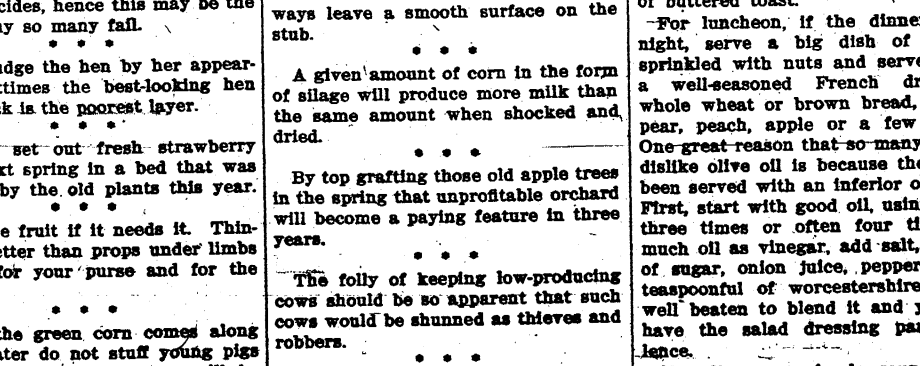 cides, hence this may be the
so many fall.
* * *
the hen by her appear-
the best-looking hen
is the poorest layer.
* * *
set out fresh strawberry
spring in a bed that was
by the old plants this year.
* * *
fruit if it needs it. Thin-
than props under limbs
for your purse and for the
* * *
the green corn comes along
do not stuff young pigs
ways leave a smooth surface on the
stub.
* * *
A given amount of corn in the form
of silage will produce more milk than
the same amount when shocked and
dried.
* * *
By top grafting those old apple trees
in the spring that unprofitable orchard
will become a paying feature in three
years.
* * *
The folly of keeping low-producing
cows should be so apparent that such
cows would be shunned as thieves and
robbers.
* * *
or buttered toast.
For luncheon, if the dinne
night, serve a big dish of
sprinkled with nuts and serve
a well-seasoned French
whole wheat or brown bread,
pear, peach, apple or a few
One great reason that so many
dislike olive oil is because the
been served with an inferior
First, start with good oil, usin
three times or often four
much oil as vinegar, add salt,
of sugar, onion juice, pepper
teaspoonful of worcestershire
well beaten to blend it and
have the salad dressing
lence.